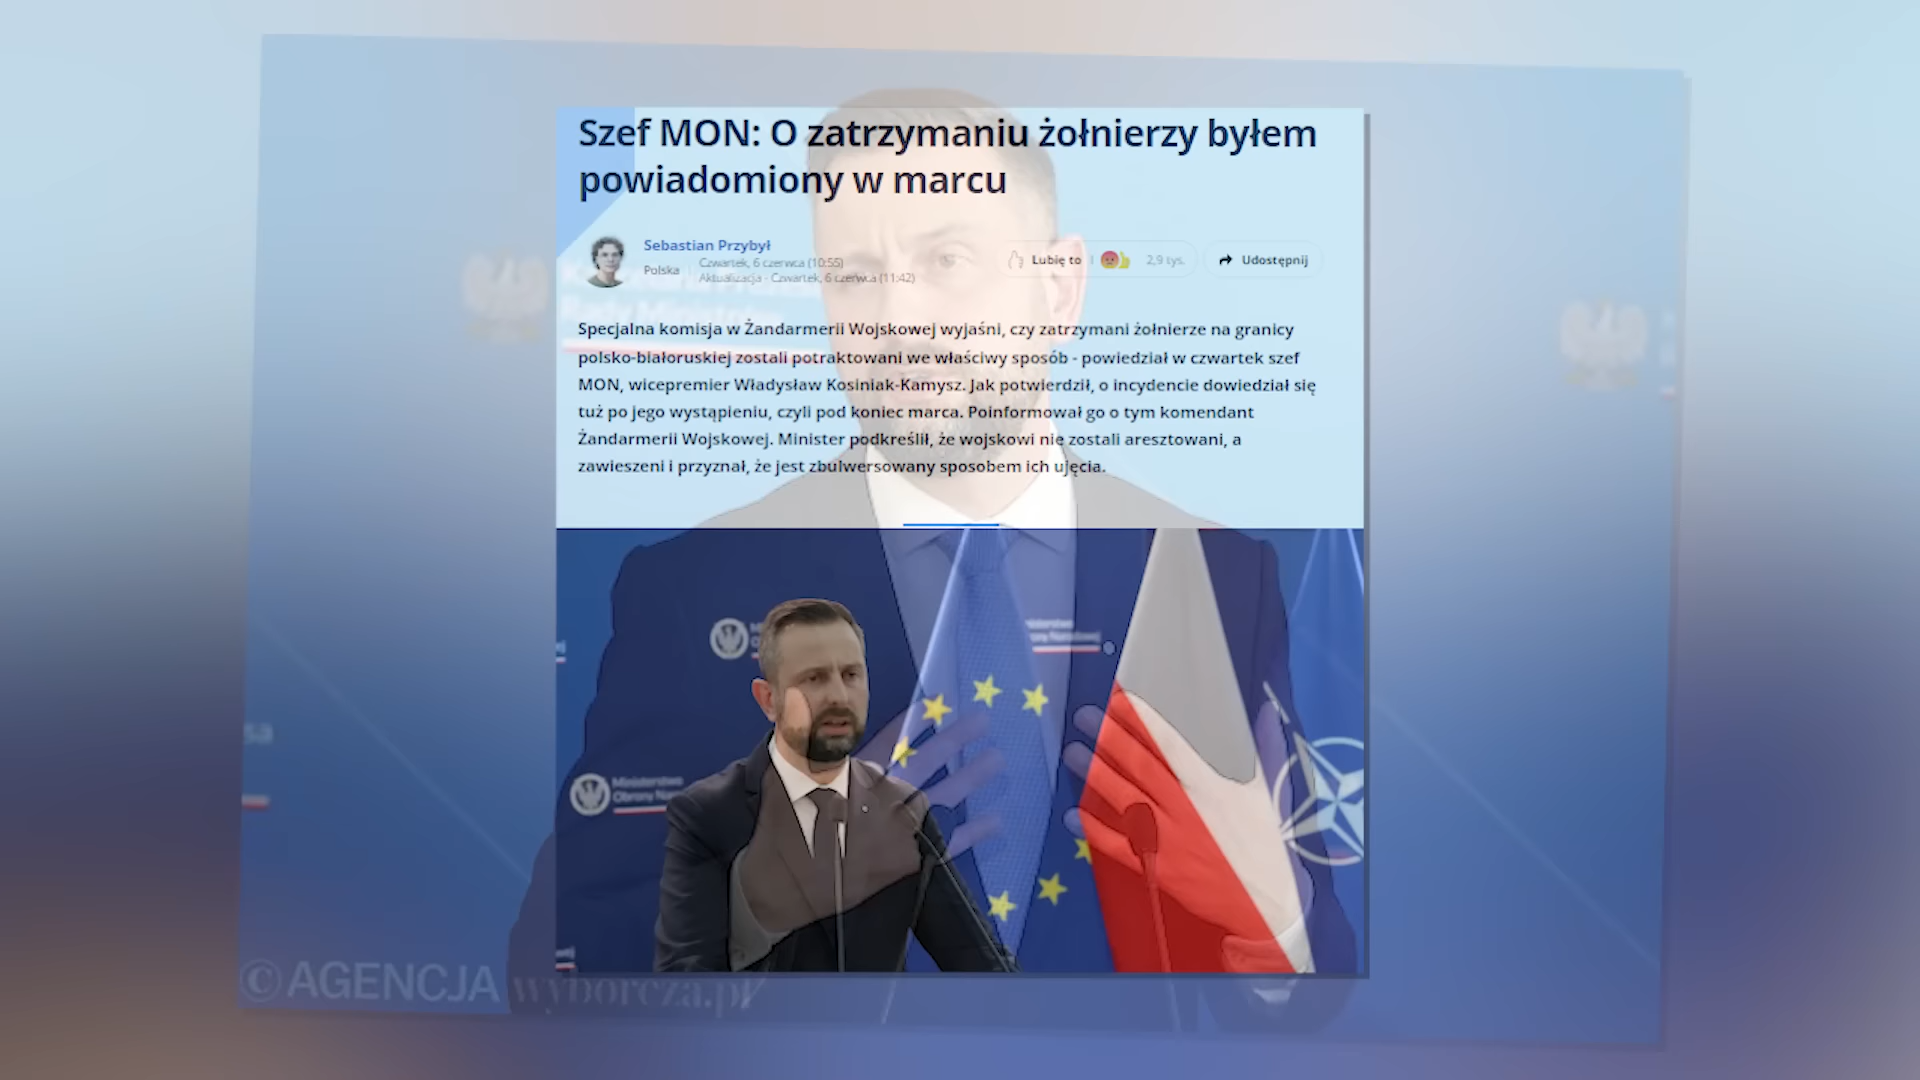 Szef MON: O zatrzymaniu żołnierzy byłem
powiadomiony w marcu
Sebastian Przybył
Polska
Czwartek, 6 czerwca (10:55)
Aktualizacja - Czwartek, 6 czerwca (11:42)
Lubię to
2,9 tys.
Udostępnij
Specjalna komisja w Żandarmerii Wojskowej wyjaśni, czy zatrzymani żołnierze na granicy
polsko-białoruskiej zostali potraktowani we właściwy sposób - powiedział w czwartek szef
MON, wicepremier Władysław Kosiniak-Kamysz. Jak potwierdził, o incydencie dowiedział się
tuż po jego wystąpieniu, czyli pod koniec marca. Poinformował go o tym komendant
Żandarmerii Wojskowej. Minister podkreślił, że wojskowi nie zostali aresztowani, a
zawieszeni i przyznał, że jest zbulwersowany sposobem ich ujęcia.
Ministerstwo
Obrony Narodowej
Ministerstwo
Obrony
©AGENCJA wyborcza.pl